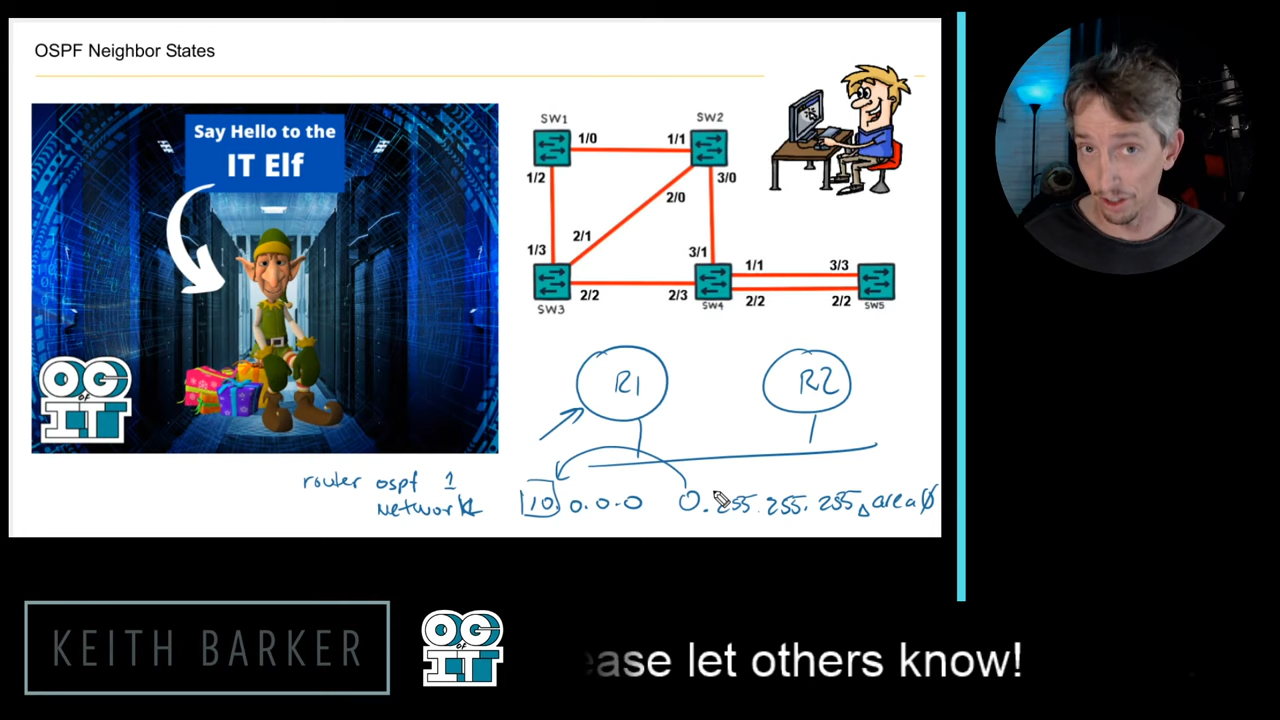 OSPF Neighbor States
Say Hello to the
IT Elf
OG
OF
IT
SW1
1/0
1/1
SW2
1/2
3/0
2/0
2/1
1/3
3/1
1/1
3/3
2/2
2/3
2/2
2/2
SW3
SW4
SW5
R1
R2
router ospf 1
network 10.0.0.0 0.255.255.255 area 0
KEITH BARKER
OG
OF
IT
ease let others know!